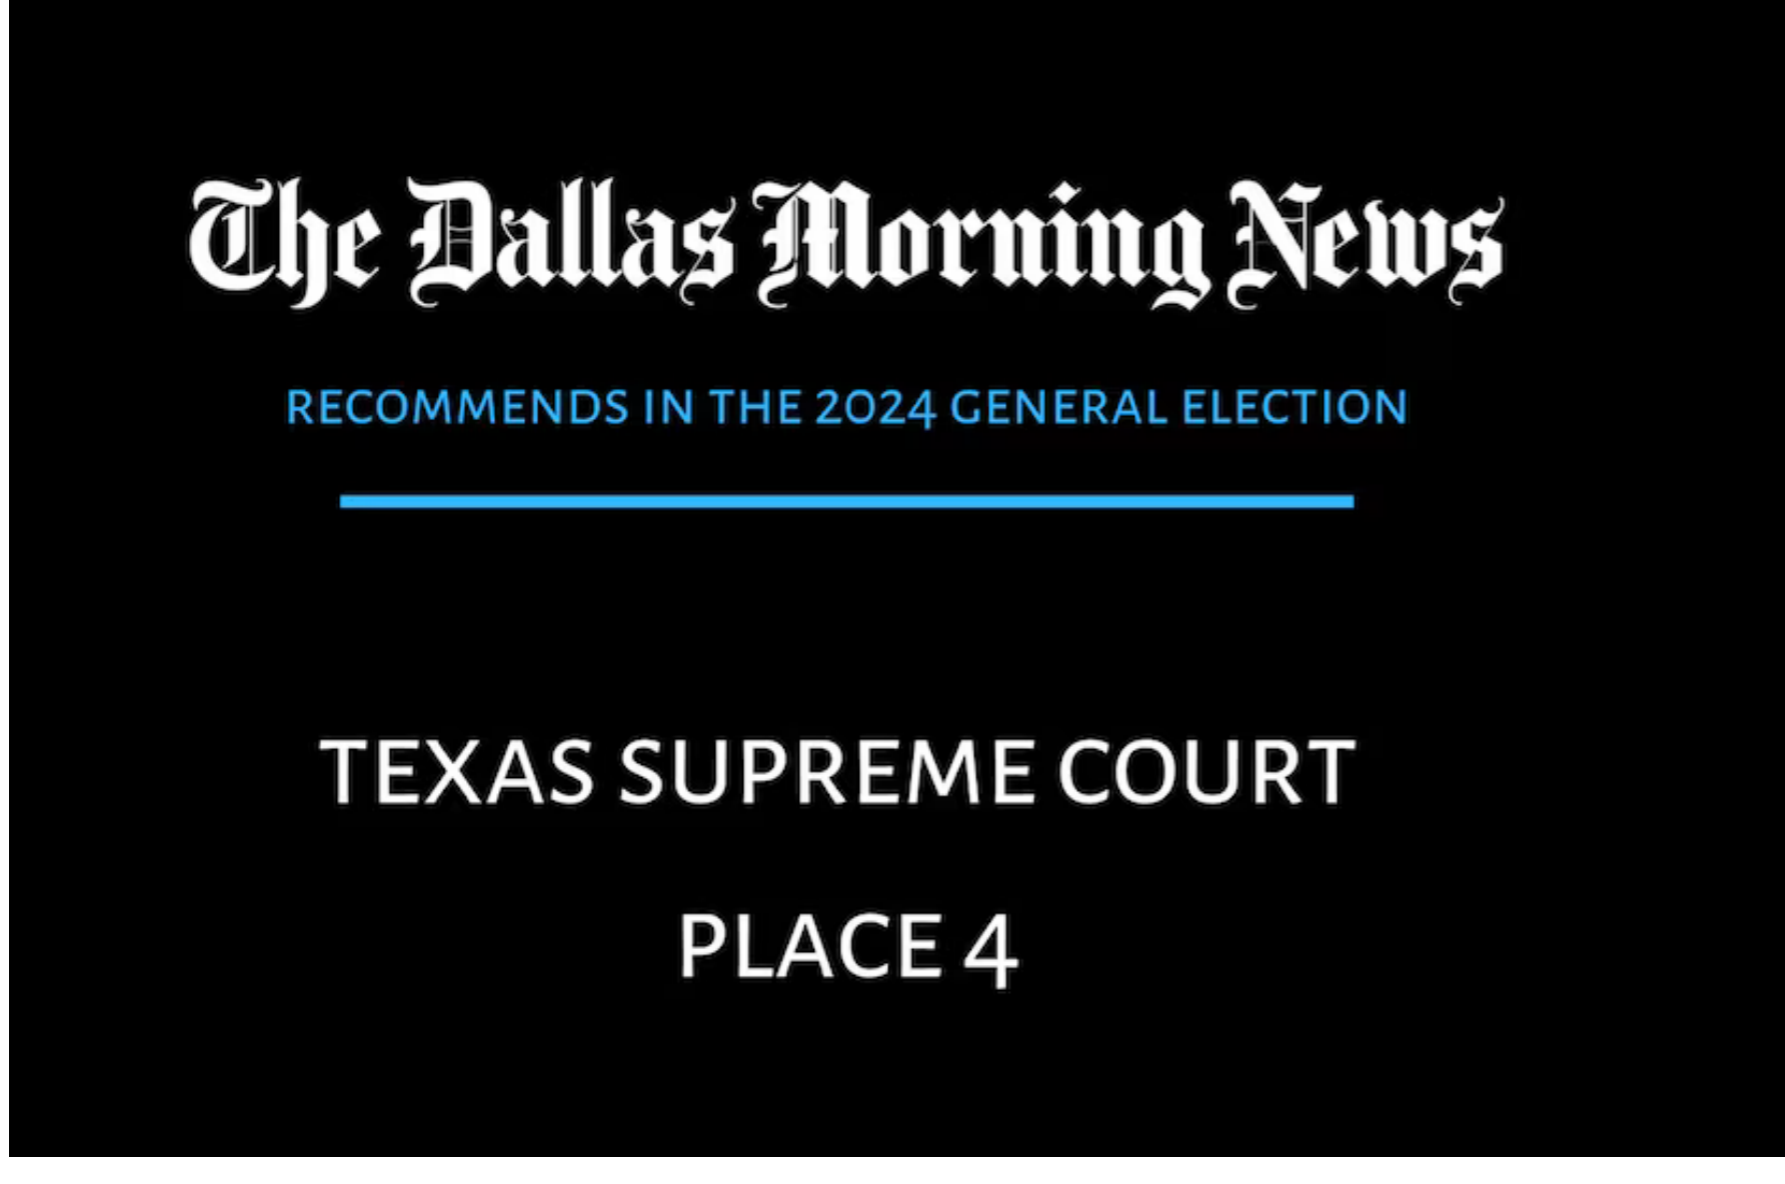 The Dallas Morning News
RECOMMENDS IN THE 2024 GENERAL ELECTION
TEXAS SUPREME COURT
PLACE 4